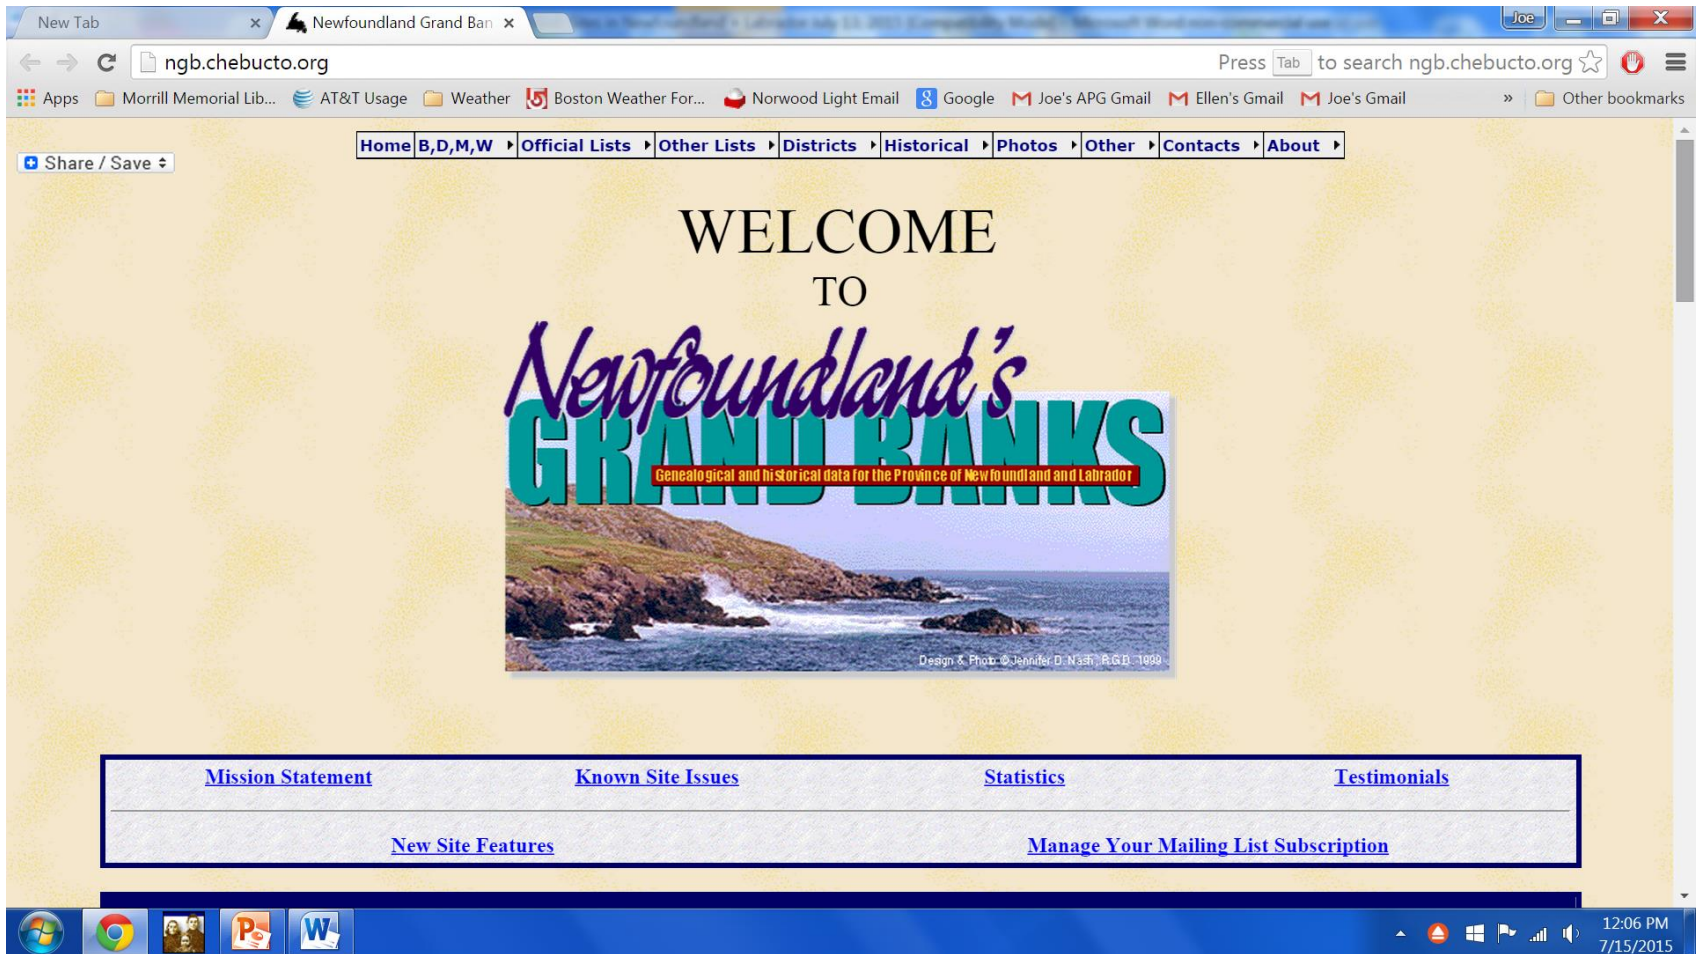 New Tab
Newfoundland Grand Ban
Joe
ngb.chebucto.org
Press Tab to search ngb.chebucto.org
Apps Morrill Memorial Lib... AT&T Usage Weather Boston Weather For... Norwood Light Email Google Joe's APG Gmail Ellen's Gmail Joe's Gmail » Other bookmarks
Home B,D,M,W Official Lists Other Lists Districts Historical Photos Other Contacts About
Share / Save
WELCOME
TO
Newfoundland's
GRAND BANKS
Genealogical and historical data for the Province of Newfoundland and Labrador
Design & Photo © Jennifer D. Nash, R.G.D. 1999
Mission Statement Known Site Issues Statistics Testimonials
New Site Features Manage Your Mailing List Subscription
12:06 PM
7/15/2015